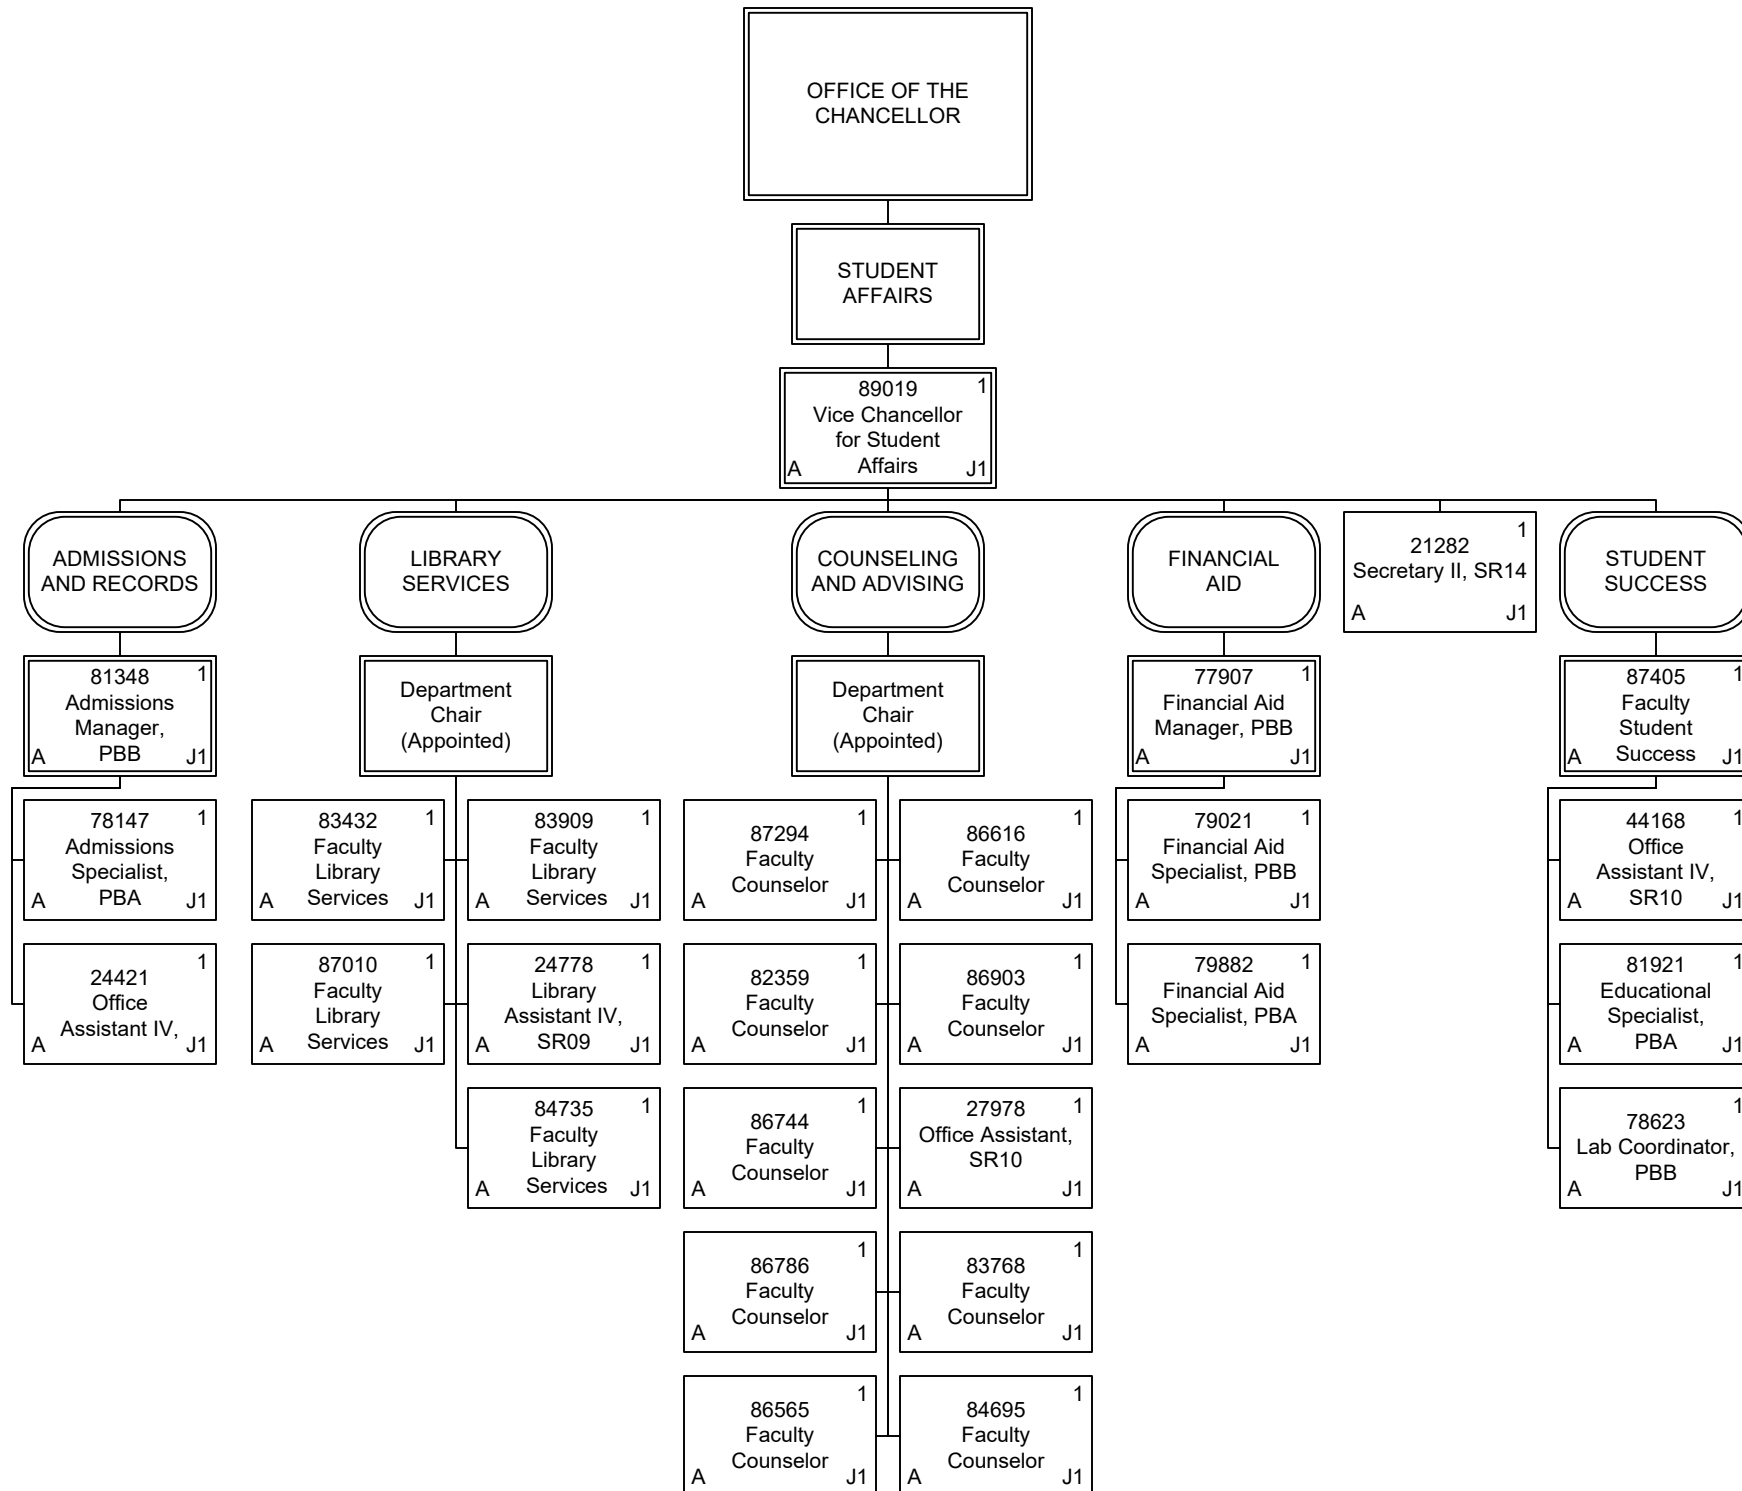 OFFICE OF THE
CHANCELLOR
STUDENT
AFFAIRS
89019 1
Vice Chancellor
for Student
Affairs
A J1
ADMISSIONS
AND RECORDS
LIBRARY
SERVICES
COUNSELING
AND ADVISING
FINANCIAL
AID
1
21282
Secretary II, SR14
A J1
STUDENT
SUCCESS
81348 1
Admissions
Manager,
PBB
A J1
Department
Chair
(Appointed)
Department
Chair
(Appointed)
77907 1
Financial Aid
Manager, PBB
A J1
87405 1
Faculty
Student
Success
A J1
78147 1
Admissions
Specialist,
PBA
A J1
24421 1
Office
Assistant IV,
A J1
83432 1
Faculty
Library
Services
A J1
83909 1
Faculty
Library
Services
A J1
87010 1
Faculty
Library
Services
A J1
24778 1
Library
Assistant IV,
SR09
A J1
84735 1
Faculty
Library
Services
A J1
87294 1
Faculty
Counselor
A J1
86616 1
Faculty
Counselor
A J1
82359 1
Faculty
Counselor
A J1
86903 1
Faculty
Counselor
A J1
86744 1
Faculty
Counselor
A J1
27978 1
Office Assistant,
SR10
A J1
86786 1
Faculty
Counselor
A J1
83768 1
Faculty
Counselor
A J1
86565 1
Faculty
Counselor
A J1
84695 1
Faculty
Counselor
A J1
79021 1
Financial Aid
Specialist, PBB
A J1
79882 1
Financial Aid
Specialist, PBA
A J1
44168 1
Office
Assistant IV,
SR10
A J1
81921 1
Educational
Specialist,
PBA
A J1
78623 1
Lab Coordinator,
PBB
A J1